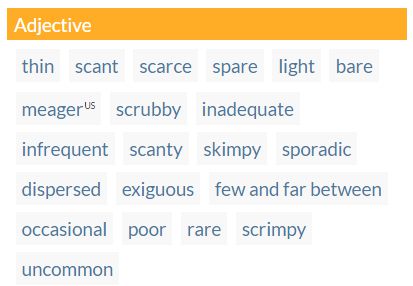 Adjective
thin scant scarce spare light bare
meager US scrubby inadequate
infrequent scanty skimpy sporadic
dispersed exiguous few and far between
occasional poor rare scrimpy
uncommon